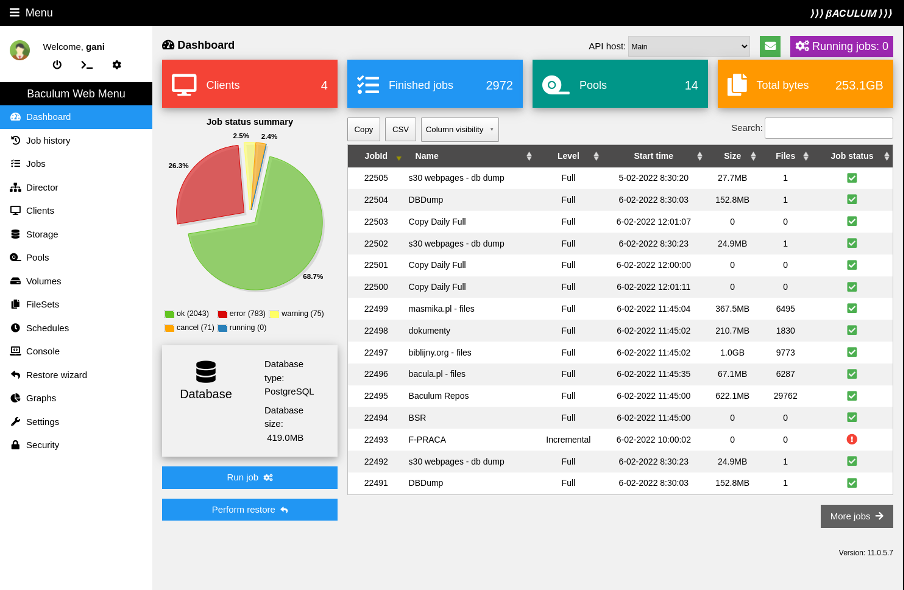 Menu
⟩⟩⟩ βACULUM ⟩⟩⟩
Welcome, gani
Baculum Web Menu
Dashboard
Job history
Jobs
Director
Clients
Storage
Pools
Volumes
FileSets
Schedules
Console
Restore wizard
Graphs
Settings
Security
Dashboard
API host: Main
Running jobs: 0
Clients 4
Finished jobs 2972
Pools 14
Total bytes 253.1GB
Job status summary
2.5% 2.4%
26.3%
68.7%
ok (2043) error (783) warning (75)
cancel (71) running (0)
Database
Database
type:
PostgreSQL
Database
size:
419.0MB
Run job
Perform restore
Copy CSV Column visibility Search:
JobId Name Level Start time Size Files Job status
22505 s30 webpages - db dump Full 5-02-2022 8:30:20 27.7MB 1
22504 DBDump Full 6-02-2022 8:30:03 152.8MB 1
22503 Copy Daily Full Full 6-02-2022 12:01:07 0 0
22502 s30 webpages - db dump Full 6-02-2022 8:30:23 24.9MB 1
22501 Copy Daily Full Full 6-02-2022 12:00:00 0 0
22500 Copy Daily Full Full 6-02-2022 12:01:11 0 0
22499 masmika.pl - files Full 6-02-2022 11:45:04 367.5MB 6495
22498 dokumenty Full 6-02-2022 11:45:02 210.7MB 1830
22497 biblijny.org - files Full 6-02-2022 11:45:02 1.0GB 9773
22496 bacula.pl - files Full 6-02-2022 11:45:35 67.1MB 6287
22495 Baculum Repos Full 6-02-2022 11:45:00 622.1MB 29762
22494 BSR Full 6-02-2022 11:45:00 0 0
22493 F-PRACA Incremental 6-02-2022 10:00:02 0 0
22492 s30 webpages - db dump Full 6-02-2022 8:30:23 24.9MB 1
22491 DBDump Full 6-02-2022 8:30:03 152.8MB 1
More jobs
Version: 11.0.5.7